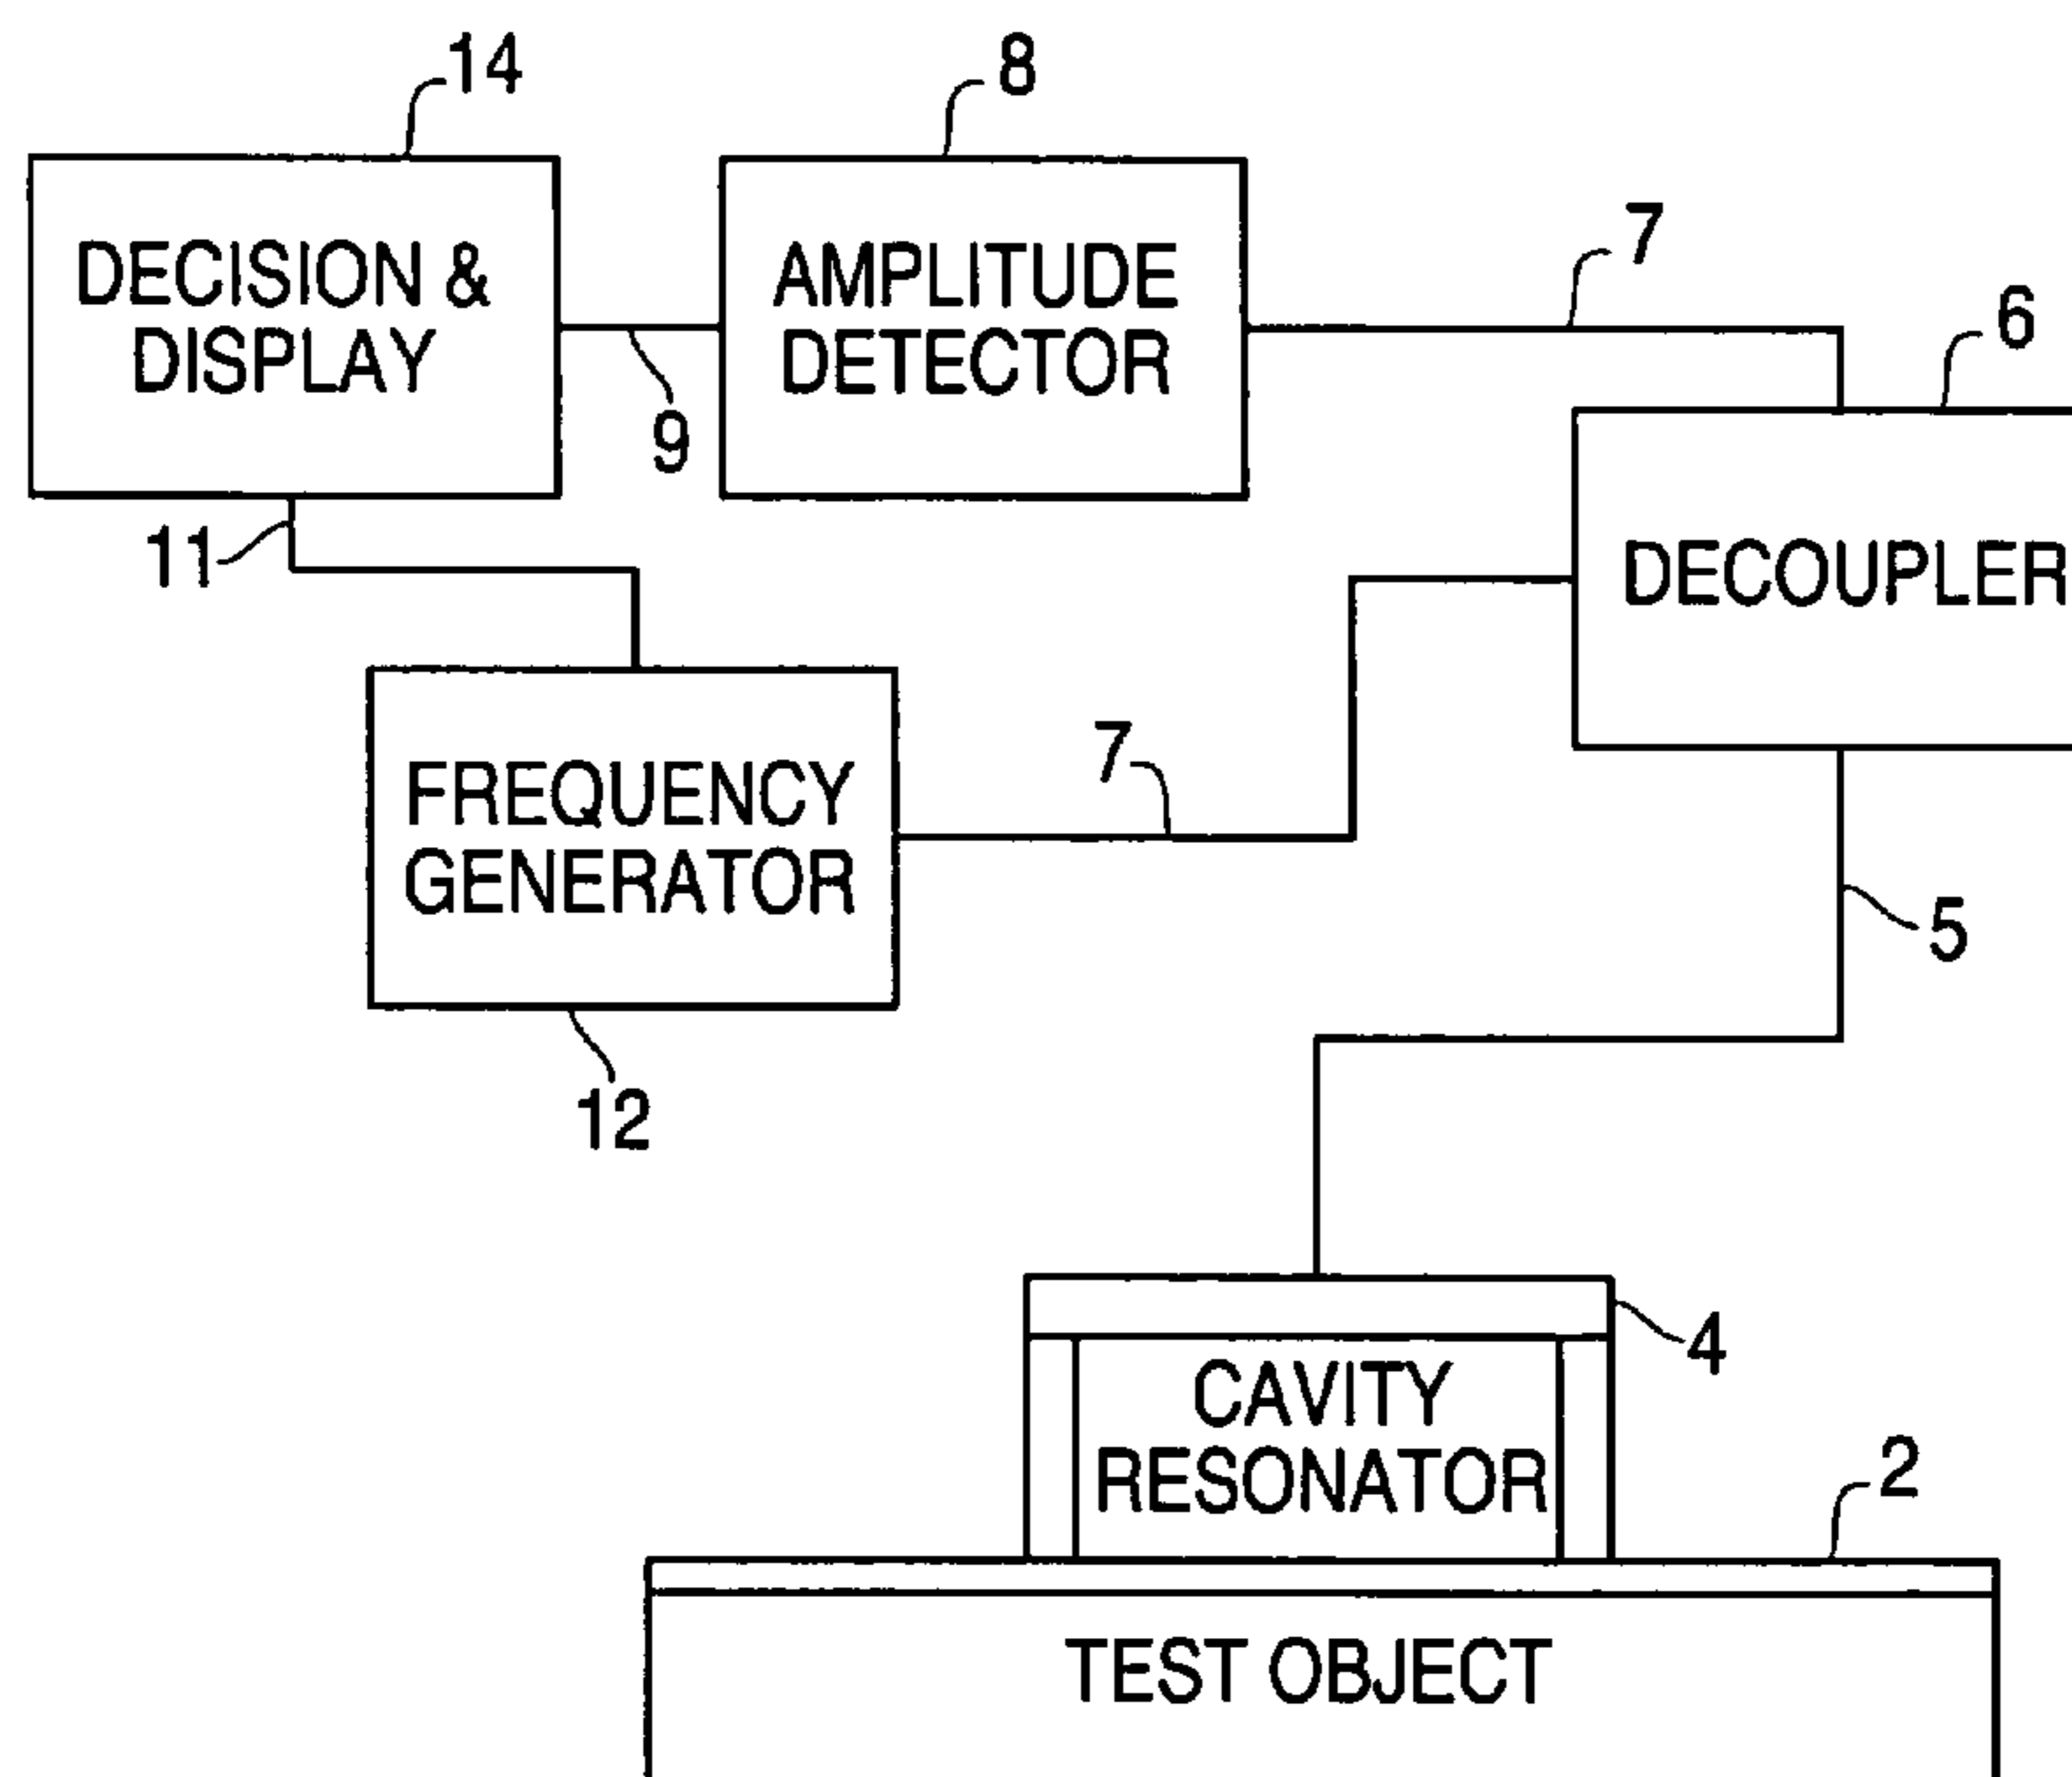 14
8
DECISION &
DISPLAY
AMPLITUDE
DETECTOR
7
6
9
11
DECOUPLER
FREQUENCY
GENERATOR
7
5
12
4
CAVITY
RESONATOR
2
TEST OBJECT